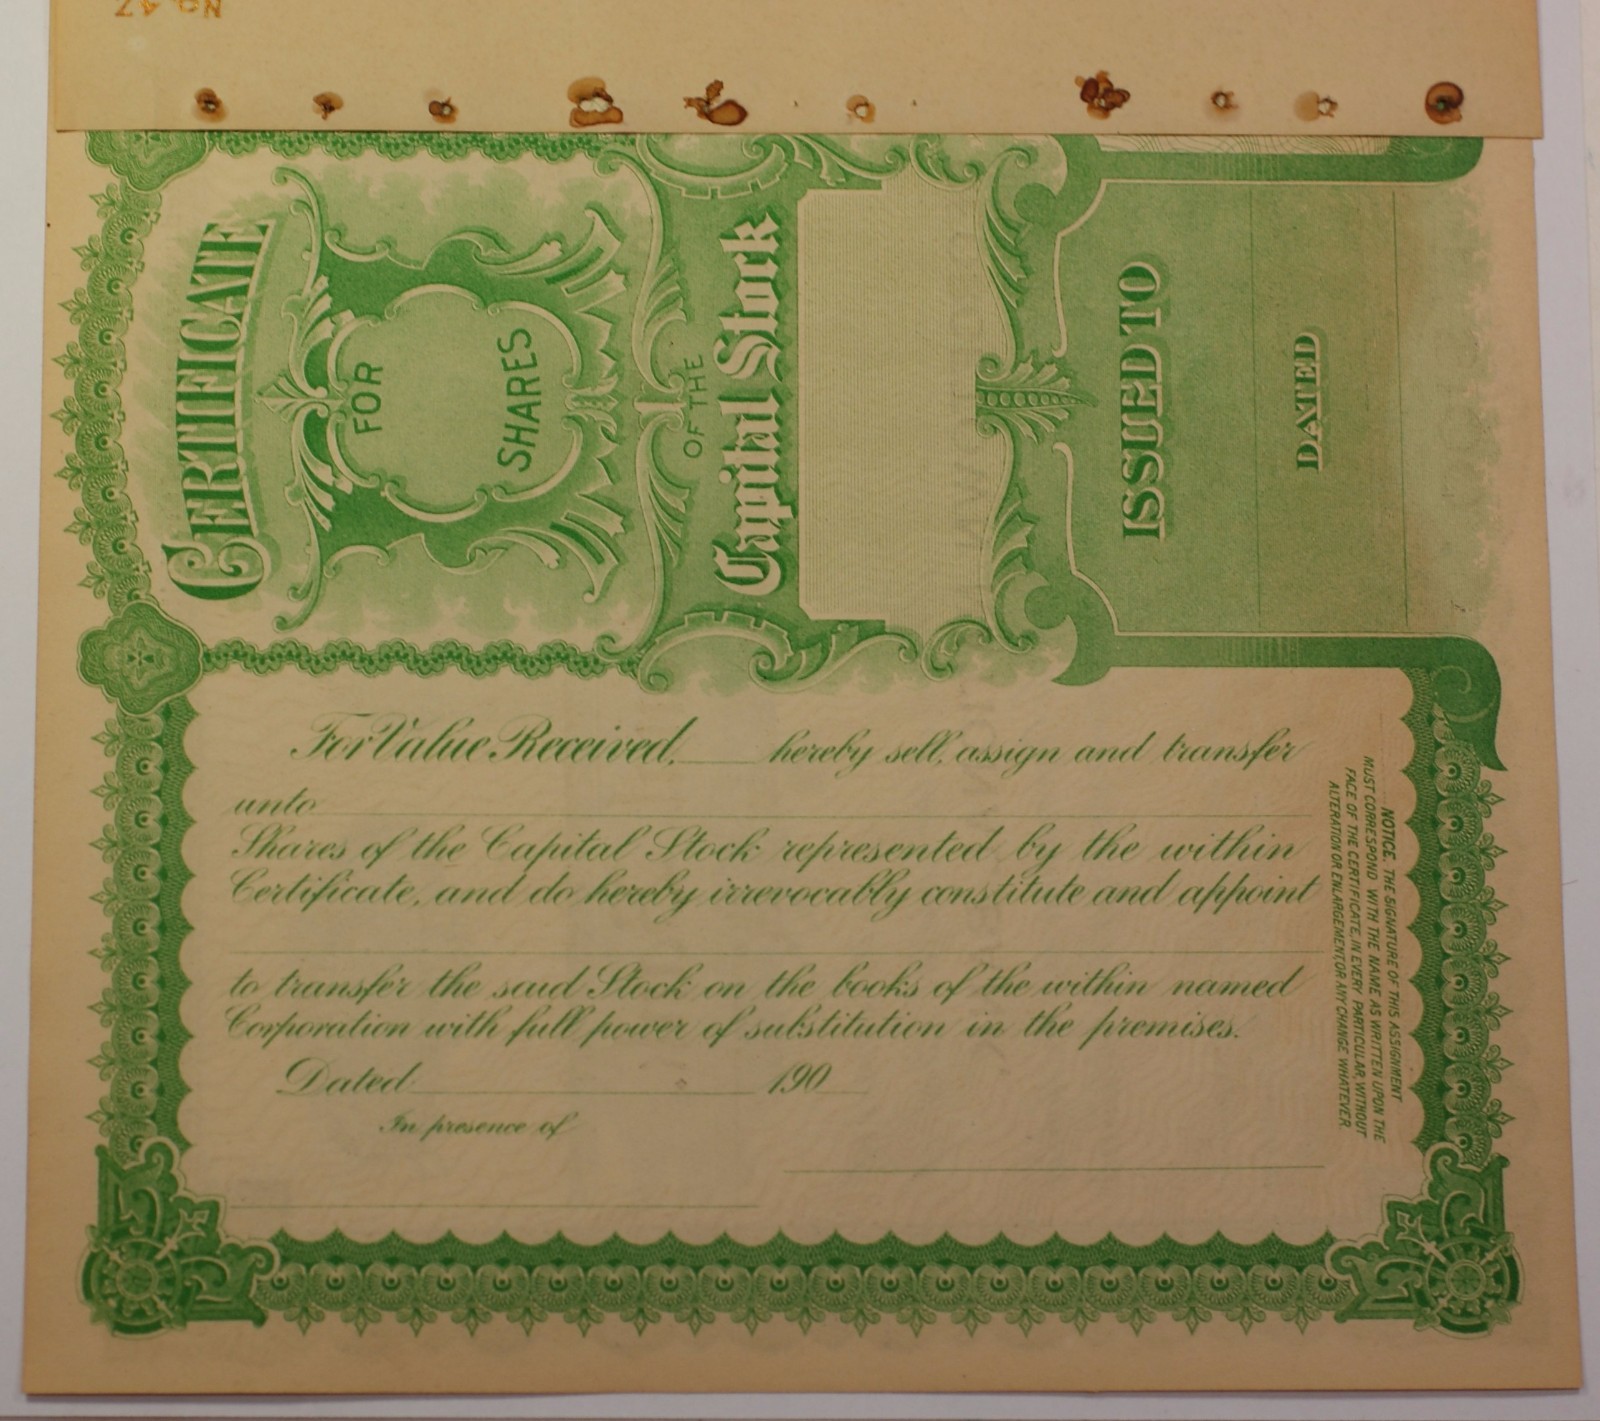 No 47
CERTIFICATE
FOR
SHARES
OF THE
Capital Stock
ISSUED TO
DATED
For Value Received, hereby sell, assign and transfer
unto
Shares of the Capital Stock represented by the within
Certificate, and do hereby irrevocably constitute and appoint
to transfer the said Stock on the books of the within named
Corporation with full power of substitution in the premises.
Dated 190
In presence of
NOTICE. THE SIGNATURE OF THIS ASSIGNMENT
MUST CORRESPOND WITH THE NAME AS WRITTEN UPON THE
FACE OF THE CERTIFICATE, IN EVERY PARTICULAR, WITHOUT
ALTERATION OR ENLARGEMENT, OR ANY CHANGE WHATEVER